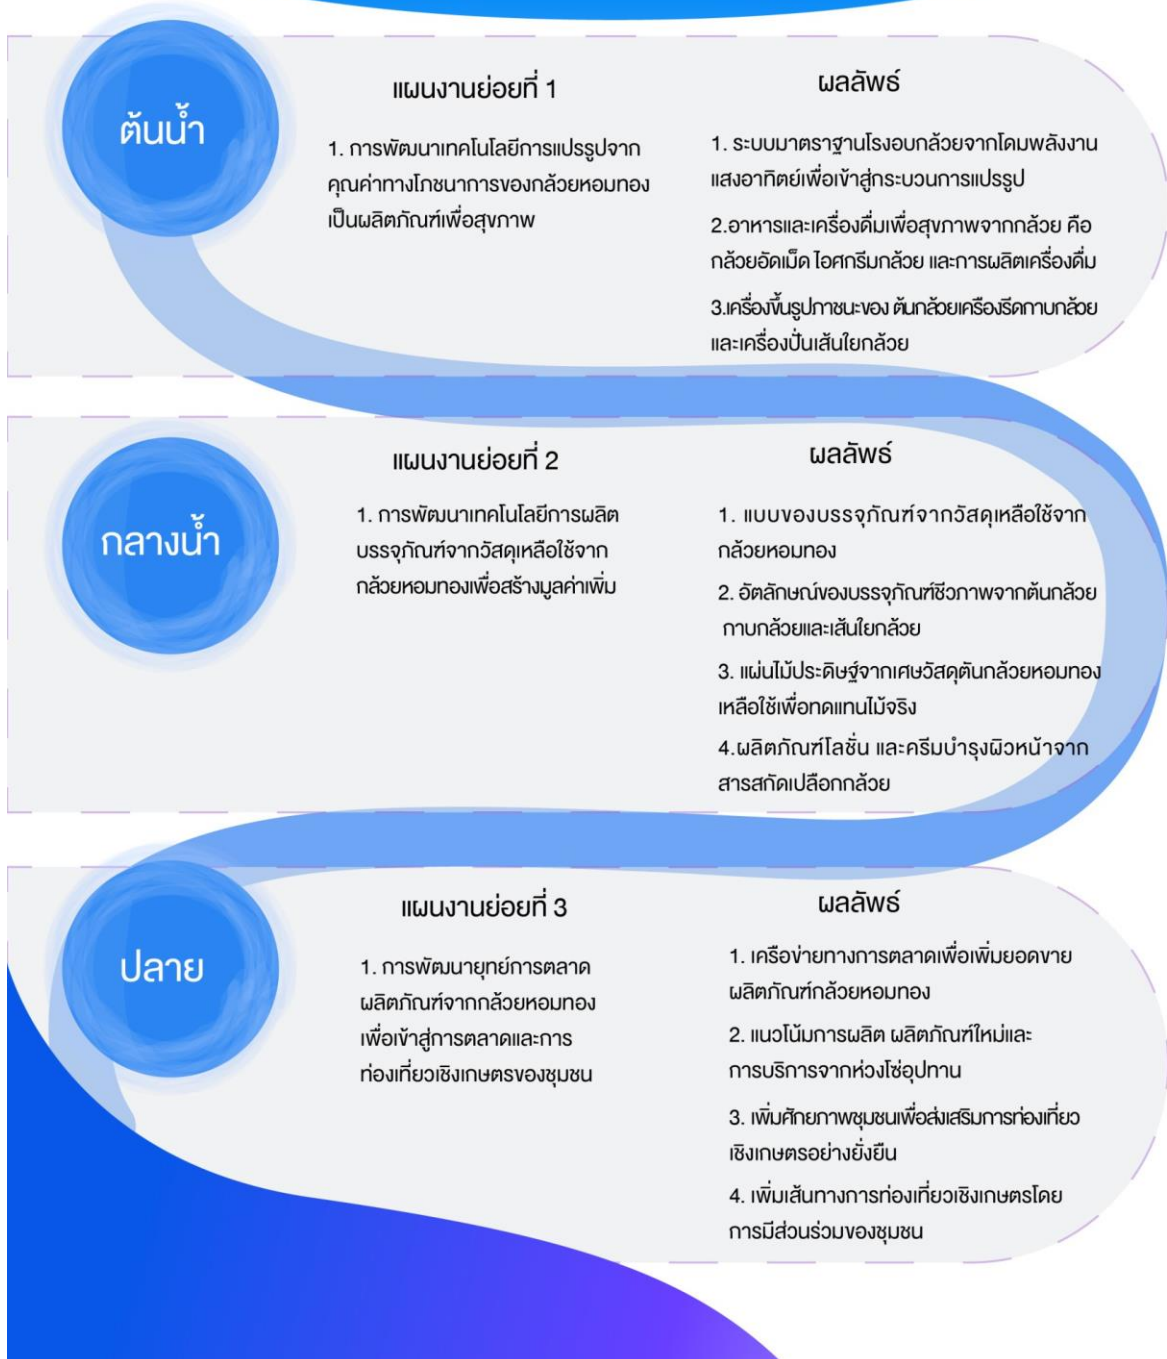 ต้นน้ำ
แผนงานย่อยที่ 1
1. การพัฒนาเทคโนโลยีการแปรรูปจาก
คุณค่าทางโภชนาการของกล้วยหอมทอง
เป็นผลิตภัณฑ์เพื่อสุขภาพ
ผลลัพธ์
1. ระบบมาตราฐานโรงอบกล้วยจากโดมพลังงาน
แสงอาทิตย์เพื่อเข้าสู่กระบวนการแปรรูป
2.อาหารและเครื่องดื่มเพื่อสุขภาพจากกล้วย คือ
กล้วยอัดเม็ด ไอศกรีมกล้วย และการผลิตเครื่องดื่ม
3.เครื่องขึ้นรูปภาชนะของ ต้นกล้วยเครืองรีดกาบกล้วย
และเครื่องปั่นเส้นใยกล้วย
กลางน้ำ
แผนงานย่อยที่ 2
1. การพัฒนาเทคโนโลยีการผลิต
บรรจุภัณฑ์จากวัสดุเหลือใช้จาก
กล้วยหอมทองเพื่อสร้างมูลค่าเพิ่ม
ผลลัพธ์
1. แบบของบรรจุภัณฑ์จากวัสดุเหลือใช้จาก
กล้วยหอมทอง
2. อัตลักษณ์ของบรรจุภัณฑ์ชีวภาพจากต้นกล้วย
กาบกล้วยและเส้นใยกล้วย
3. แผ่นไม้ประดิษฐ์จากเศษวัสดุตันกล้วยหอมทอง
เหลือใช้เพื่อทดแทนไม้จริง
4.ผลิตภัณฑ์โลชั่น และครีมบำรุงผิวหน้าจาก
สารสกัดเปลือกกล้วย
ปลาย
แผนงานย่อยที่ 3
1. การพัฒนายุทย์การตลาด
ผลิตภัณฑ์จากกล้วยหอมทอง
เพื่อเข้าสู่การตลาดและการ
ท่องเที่ยวเชิงเกษตรของชุมชน
ผลลัพธ์
1. เครือข่ายทางการตลาดเพื่อเพิ่มยอดขาย
ผลิตภัณฑ์กล้วยหอมทอง
2. แนวโน้มการผลิต ผลิตภัณฑ์ใหม่และ
การบริการจากห่วงโซ่อุปทาน
3. เพิ่มศักยภาพชุมชนเพื่อส่งเสริมการท่องเที่ยว
เชิงเกษตรอย่างยั่งยืน
4. เพิ่มเส้นทางการท่องเที่ยวเชิงเกษตรโดย
การมีส่วนร่วมของชุมชน